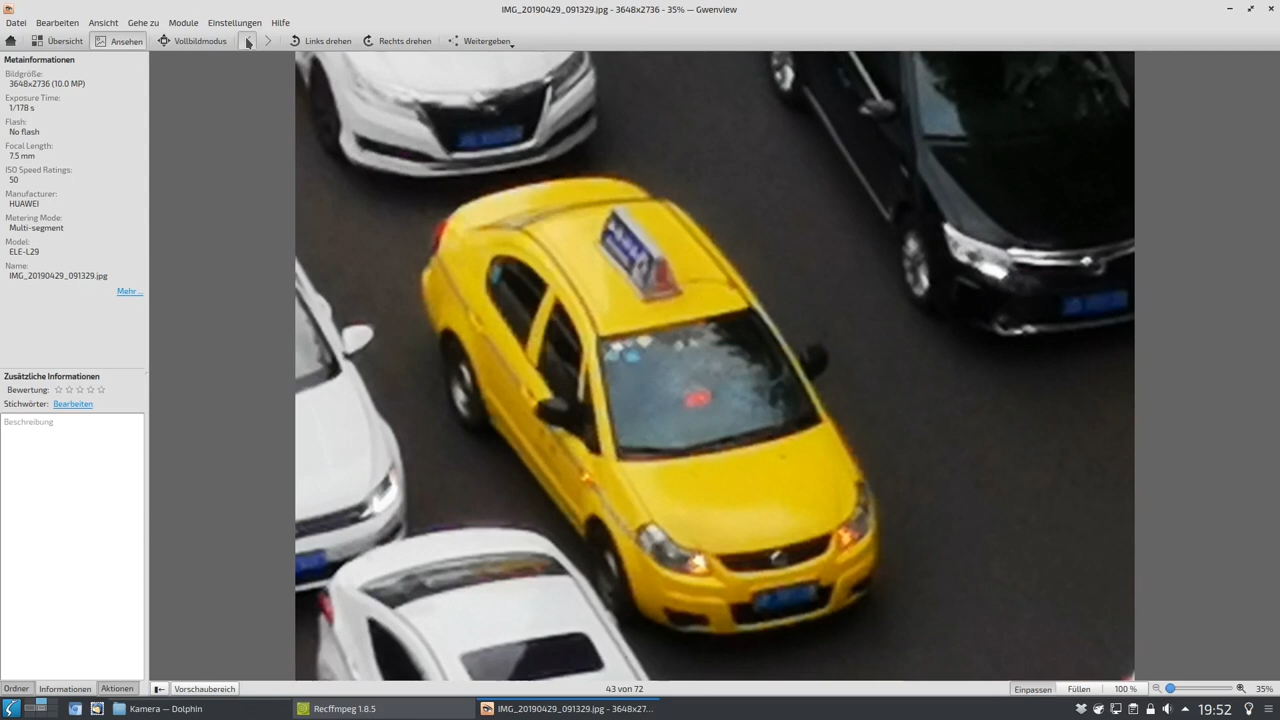 IMG_20190429_091329.jpg - 3648x2736 - 35% — Gwenview
Datei Bearbeiten Ansicht Gehe zu Module Einstellungen Hilfe
Übersicht Ansehen Vollbildmodus Links drehen Rechts drehen Weitergeben
Metainformationen
Bildgröße:
3648x2736 (10.0 MP)
Exposure Time:
1/178 s
Flash:
No flash
Focal Length:
7.5 mm
ISO Speed Ratings:
50
Manufacturer:
HUAWEI
Metering Mode:
Multi-segment
Model:
ELE-L29
Name:
IMG_20190429_091329.jpg
Mehr ...
Zusätzliche Informationen
Bewertung:
Stichwörter: Bearbeiten
Beschreibung
Ordner Informationen Aktionen Vorschaubereich 43 von 72 Einpassen Füllen 100 % 35%
Kamera — Dolphin Recffmpeg 1.8.5 IMG_20190429_091329.jpg - 3648x27... 19:52